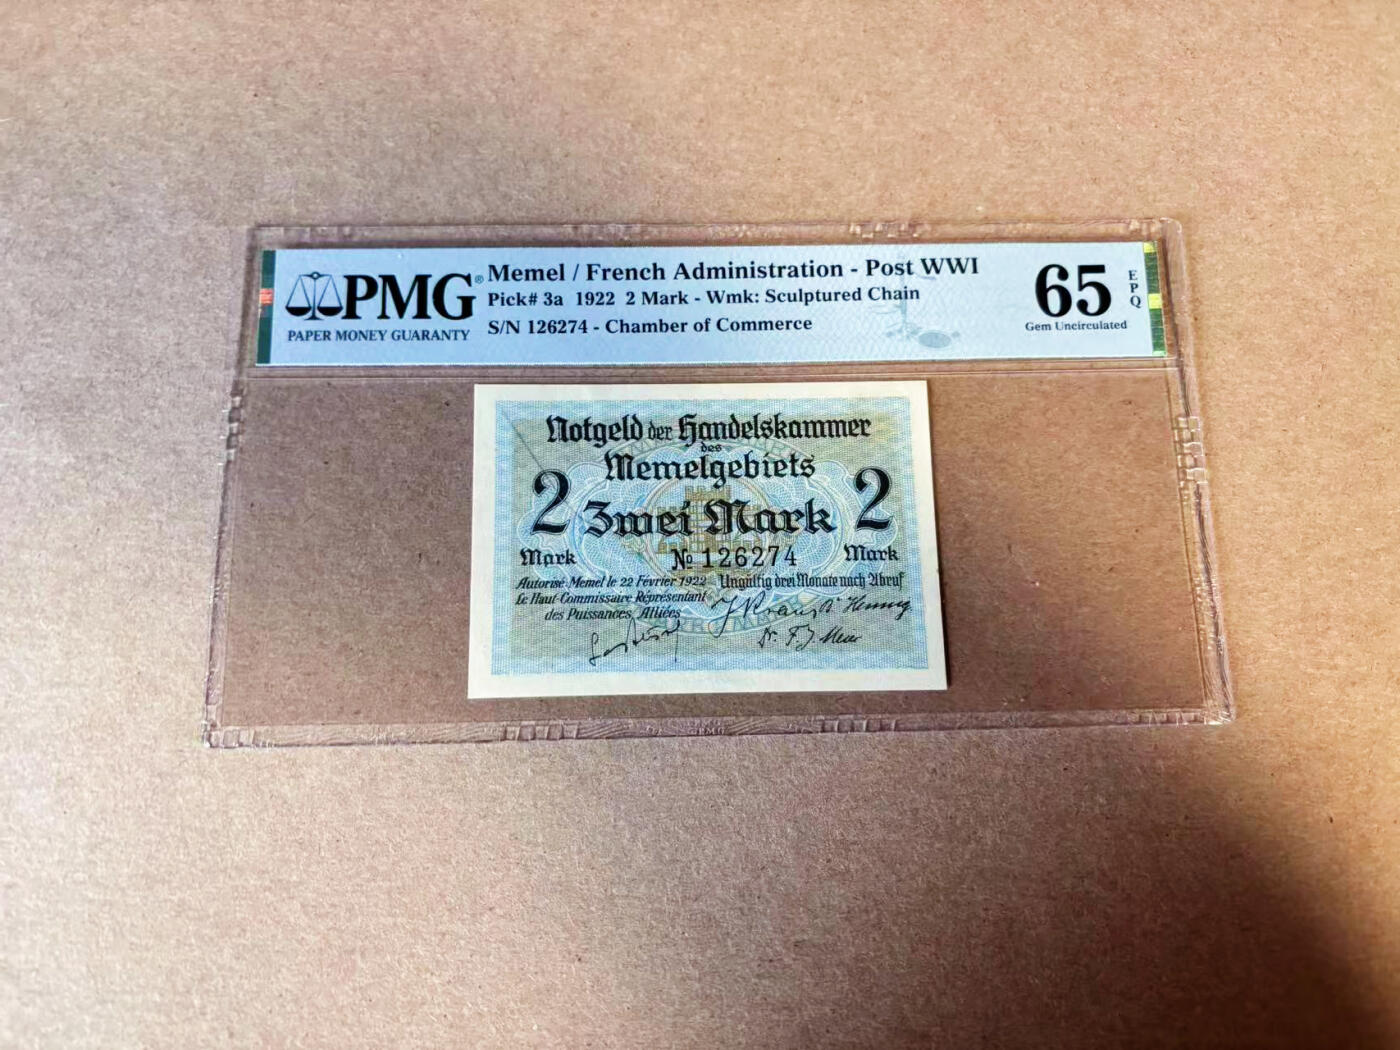 PMG®
PAPER MONEY GUARANTY
Memel / French Administration - Post WWI
Pick# 3a 1922 2 Mark - Wmk: Sculptured Chain
S/N 126274 - Chamber of Commerce
65
EPQ
Gem Uncirculated
Notgeld der Handelskammer
des
Memelgebiets
2 Zwei Mark 2
Mark № 126274 Mark
Autorisé Memel le 22 Février 1922 Ungültig drei Monate nach Abruf
Le Haut-Commissaire Représentant
des Puissances Alliées
PMG